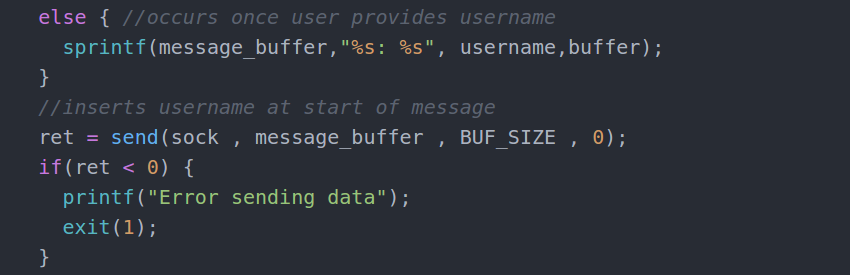 else { //occurs once user provides username
sprintf(message_buffer,"%s: %s", username,buffer);
}
//inserts username at start of message
ret = send(sock , message_buffer , BUF_SIZE , 0);
if(ret < 0) {
printf("Error sending data");
exit(1);
}